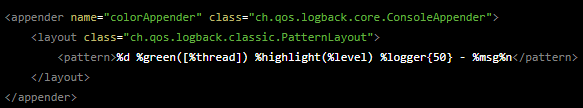 <appender name="colorAppender" class="ch.qos.logback.core.ConsoleAppender">
<layout class="ch.qos.logback.classic.PatternLayout">
<pattern>%d %green([%thread]) %highlight(%level) %logger{50} - %msg%n</pattern>
</layout>
</appender>